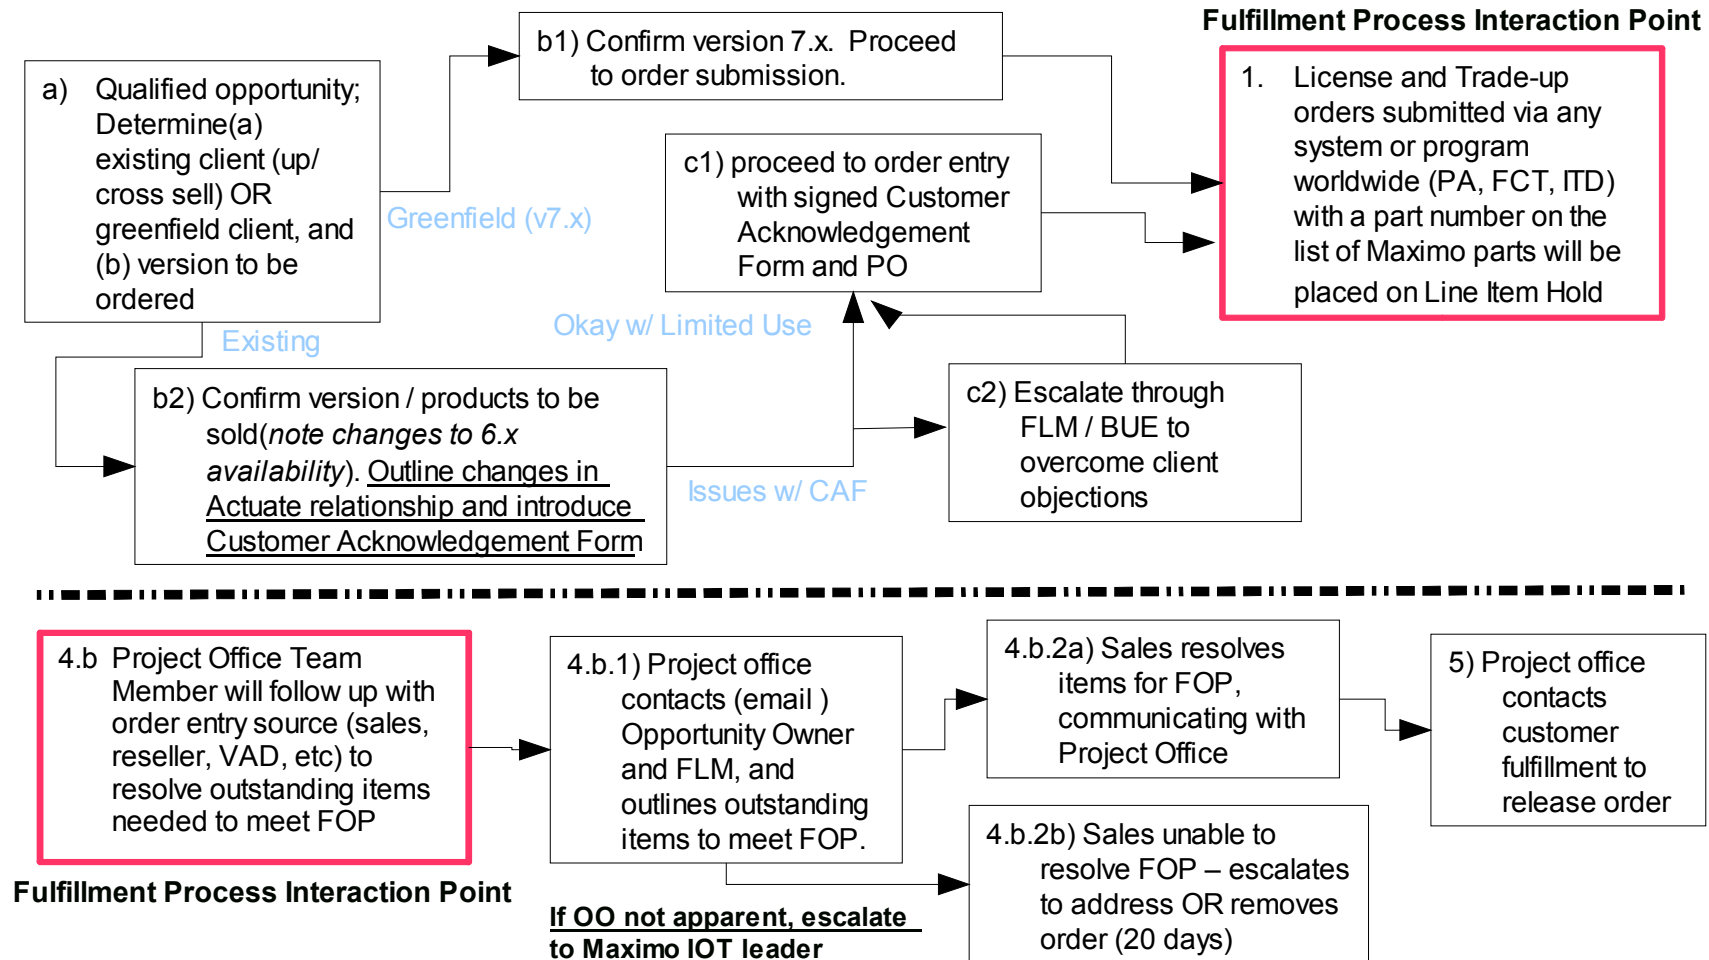 Fulfillment Process Interaction Point
a) Qualified opportunity;
Determine(a)
existing client (up/
cross sell) OR
greenfield client, and
(b) version to be
ordered
b1) Confirm version 7.x. Proceed
to order submission.
Greenfield (v7.x)
c1) proceed to order entry
with signed Customer
Acknowledgement
Form and PO
1. License and Trade-up
orders submitted via any
system or program
worldwide (PA, FCT, ITD)
with a part number on the
list of Maximo parts will be
placed on Line Item Hold
Existing
Okay w/ Limited Use
b2) Confirm version / products to be
sold(note changes to 6.x
availability). Outline changes in
Actuate relationship and introduce
Customer Acknowledgement Form
Issues w/ CAF
c2) Escalate through
FLM / BUE to
overcome client
objections
4.b Project Office Team
Member will follow up with
order entry source (sales,
reseller, VAD, etc) to
resolve outstanding items
needed to meet FOP
Fulfillment Process Interaction Point
4.b.1) Project office
contacts (email )
Opportunity Owner
and FLM, and
outlines outstanding
items to meet FOP.
If OO not apparent, escalate
to Maximo IOT leader
4.b.2a) Sales resolves
items for FOP,
communicating with
Project Office
4.b.2b) Sales unable to
resolve FOP – escalates
to address OR removes
order (20 days)
5) Project office
contacts
customer
fulfillment to
release order